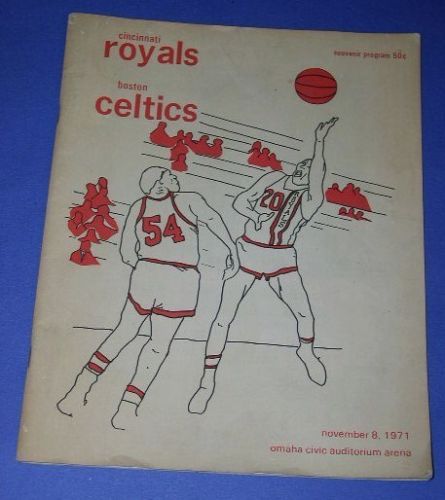 cincinnati
royals
souvenir program 50¢
boston
celtics
20
54
november 8, 1971
omaha civic auditorium arena